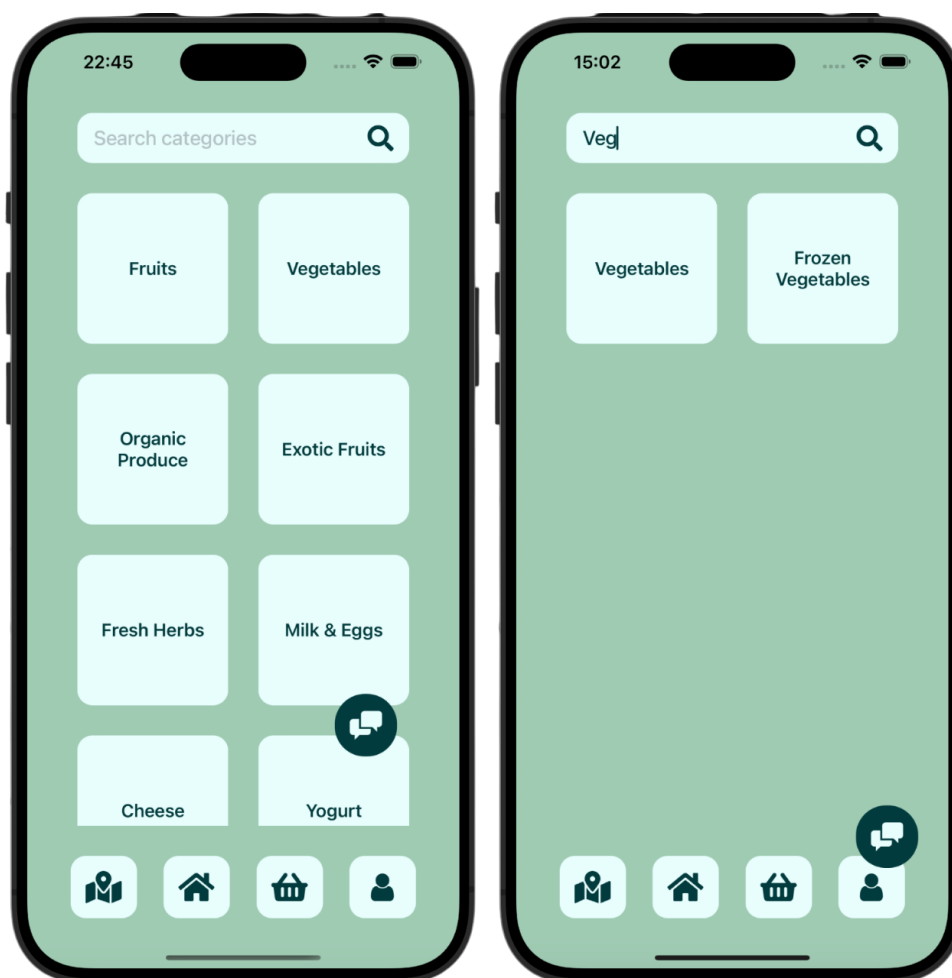 22:45
Search categories
Fruits
Vegetables
Organic
Produce
Exotic Fruits
Fresh Herbs
Milk & Eggs
Cheese
Yogurt
15:02
Veg
Vegetables
Frozen
Vegetables